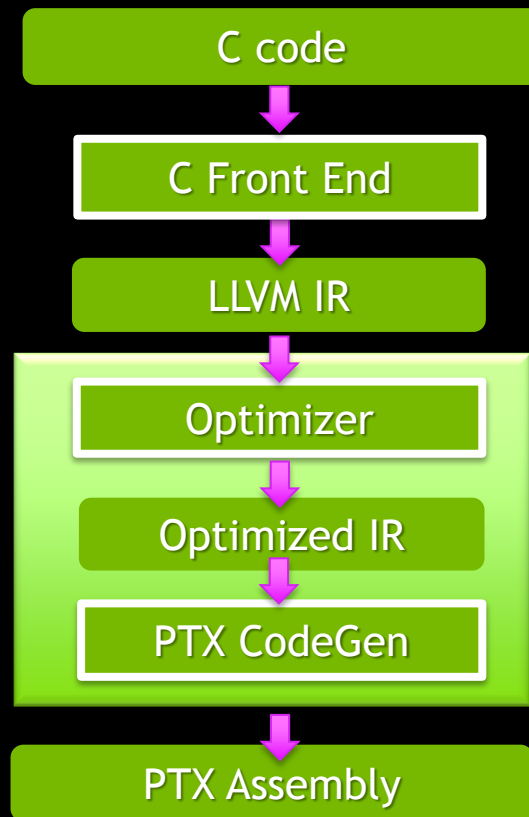 C code
C Front End
LLVM IR
Optimizer
Optimized IR
PTX CodeGen
PTX Assembly